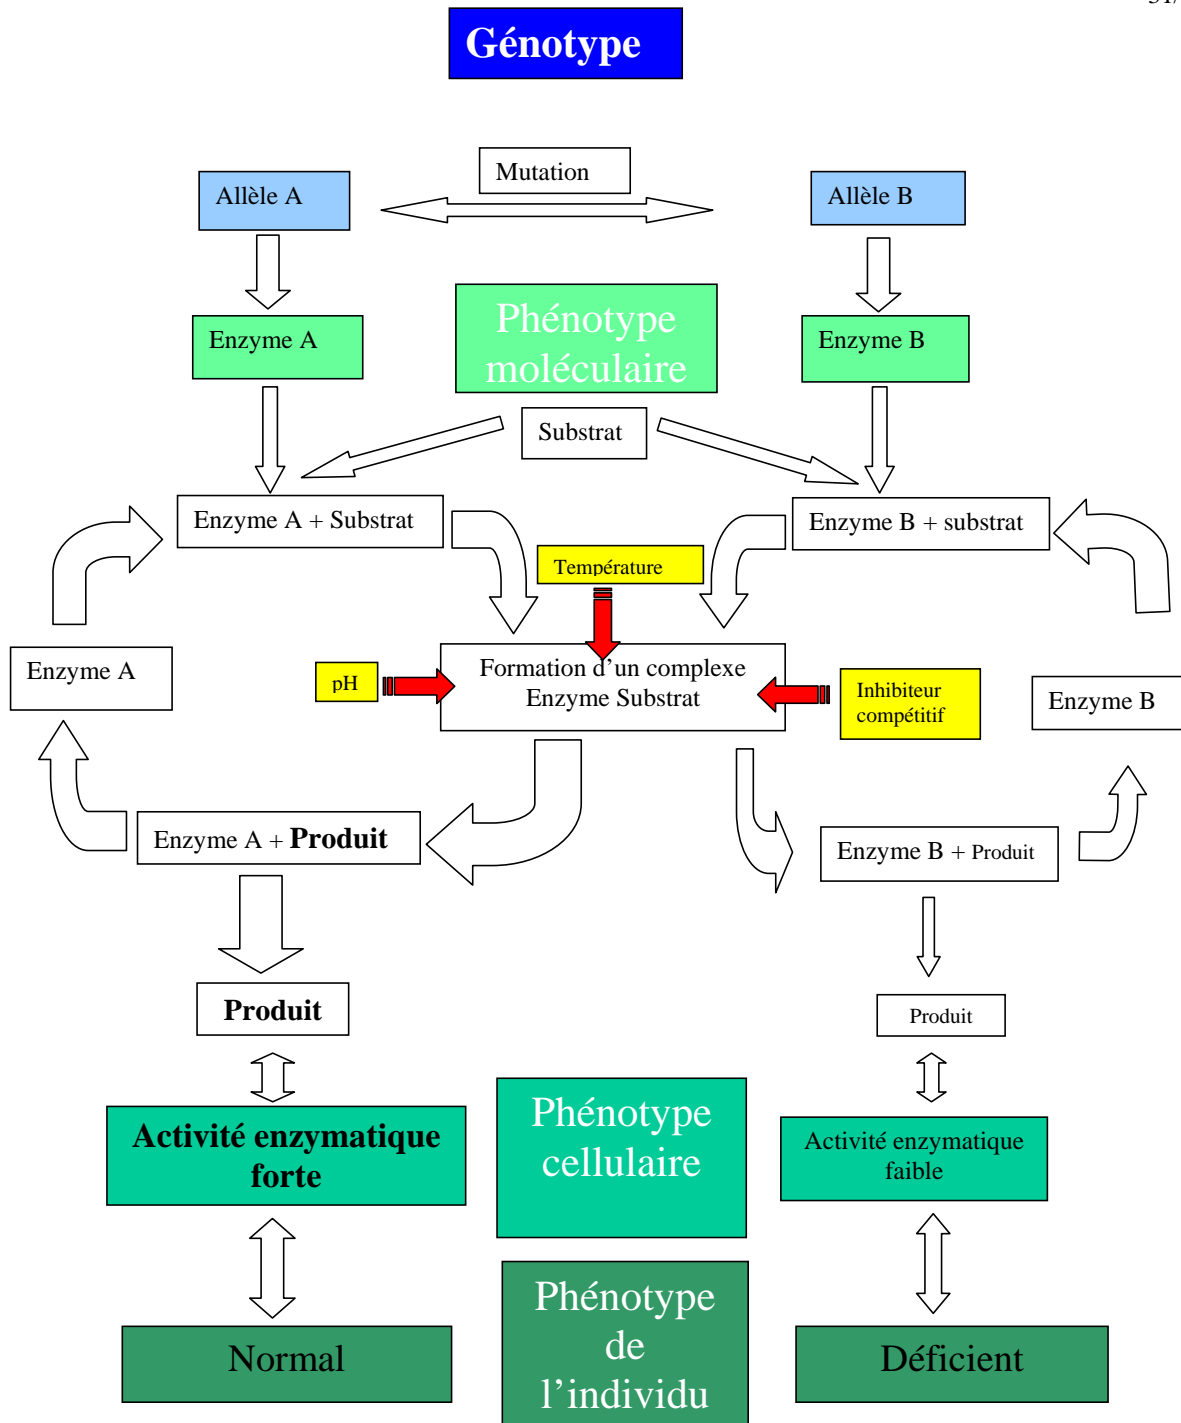 31/
Génotype
Mutation
Allèle A
Allèle B
Phénotype
moléculaire
Enzyme A
Enzyme B
Substrat
Enzyme A + Substrat
Enzyme B + substrat
Température
Formation d'un complexe
Enzyme Substrat
pH
Inhibiteur
compétitif
Enzyme A
Enzyme B
Enzyme A + Produit
Enzyme B + Produit
Produit
Produit
Activité enzymatique
forte
Phénotype
cellulaire
Activité enzymatique
faible
Normal
Phénotype
de
l'individu
Déficient